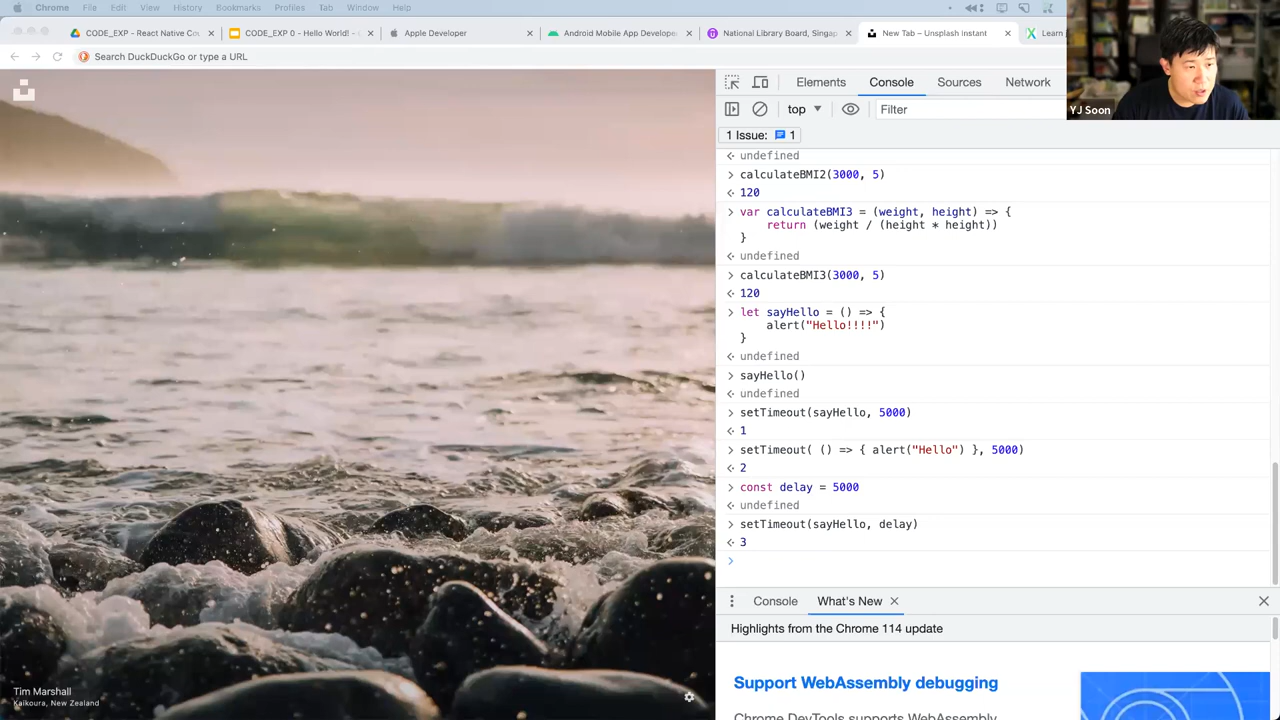 Chrome File Edit View History Bookmarks Profiles Tab Window Help
CODE_EXP - React Native Cou
CODE_EXP 0 - Hello World! -
Apple Developer
Android Mobile App Develope
National Library Board, Singap
New Tab – Unsplash Instant
Learn j
Search DuckDuckGo or type a URL
Elements Console Sources Network
top Filter
1 Issue: 1
YJ Soon
undefined
calculateBMI2(3000, 5)
120
var calculateBMI3 = (weight, height) => {
return (weight / (height * height))
}
undefined
calculateBMI3(3000, 5)
120
let sayHello = () => {
alert("Hello!!!!")
}
undefined
sayHello()
undefined
setTimeout(sayHello, 5000)
1
setTimeout( () => { alert("Hello") }, 5000)
2
const delay = 5000
undefined
setTimeout(sayHello, delay)
3
Console What's New
Highlights from the Chrome 114 update
Support WebAssembly debugging
Chrome DevTools supports WebAssembly
Tim Marshall
Kaikoura, New Zealand